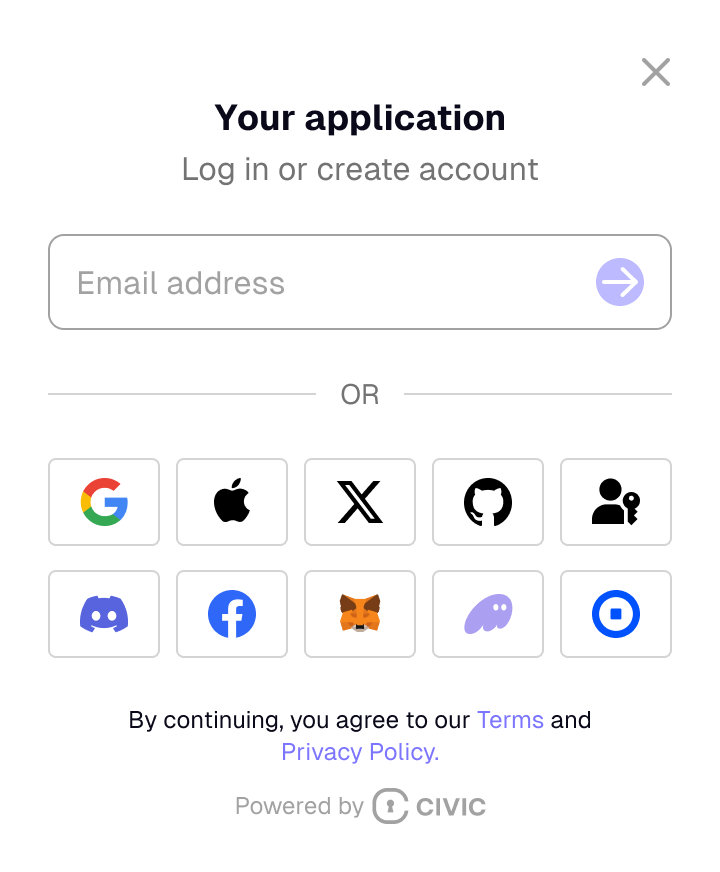 Your application
Log in or create account
Email address
OR
By continuing, you agree to our Terms and
Privacy Policy.
Powered by CIVIC